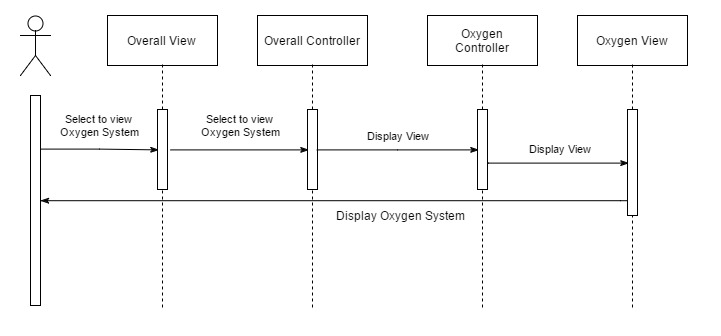 Overall View
Overall Controller
Oxygen
Controller
Oxygen View
Select to view
Oxygen System
Select to view
Oxygen System
Display View
Display View
Display Oxygen System